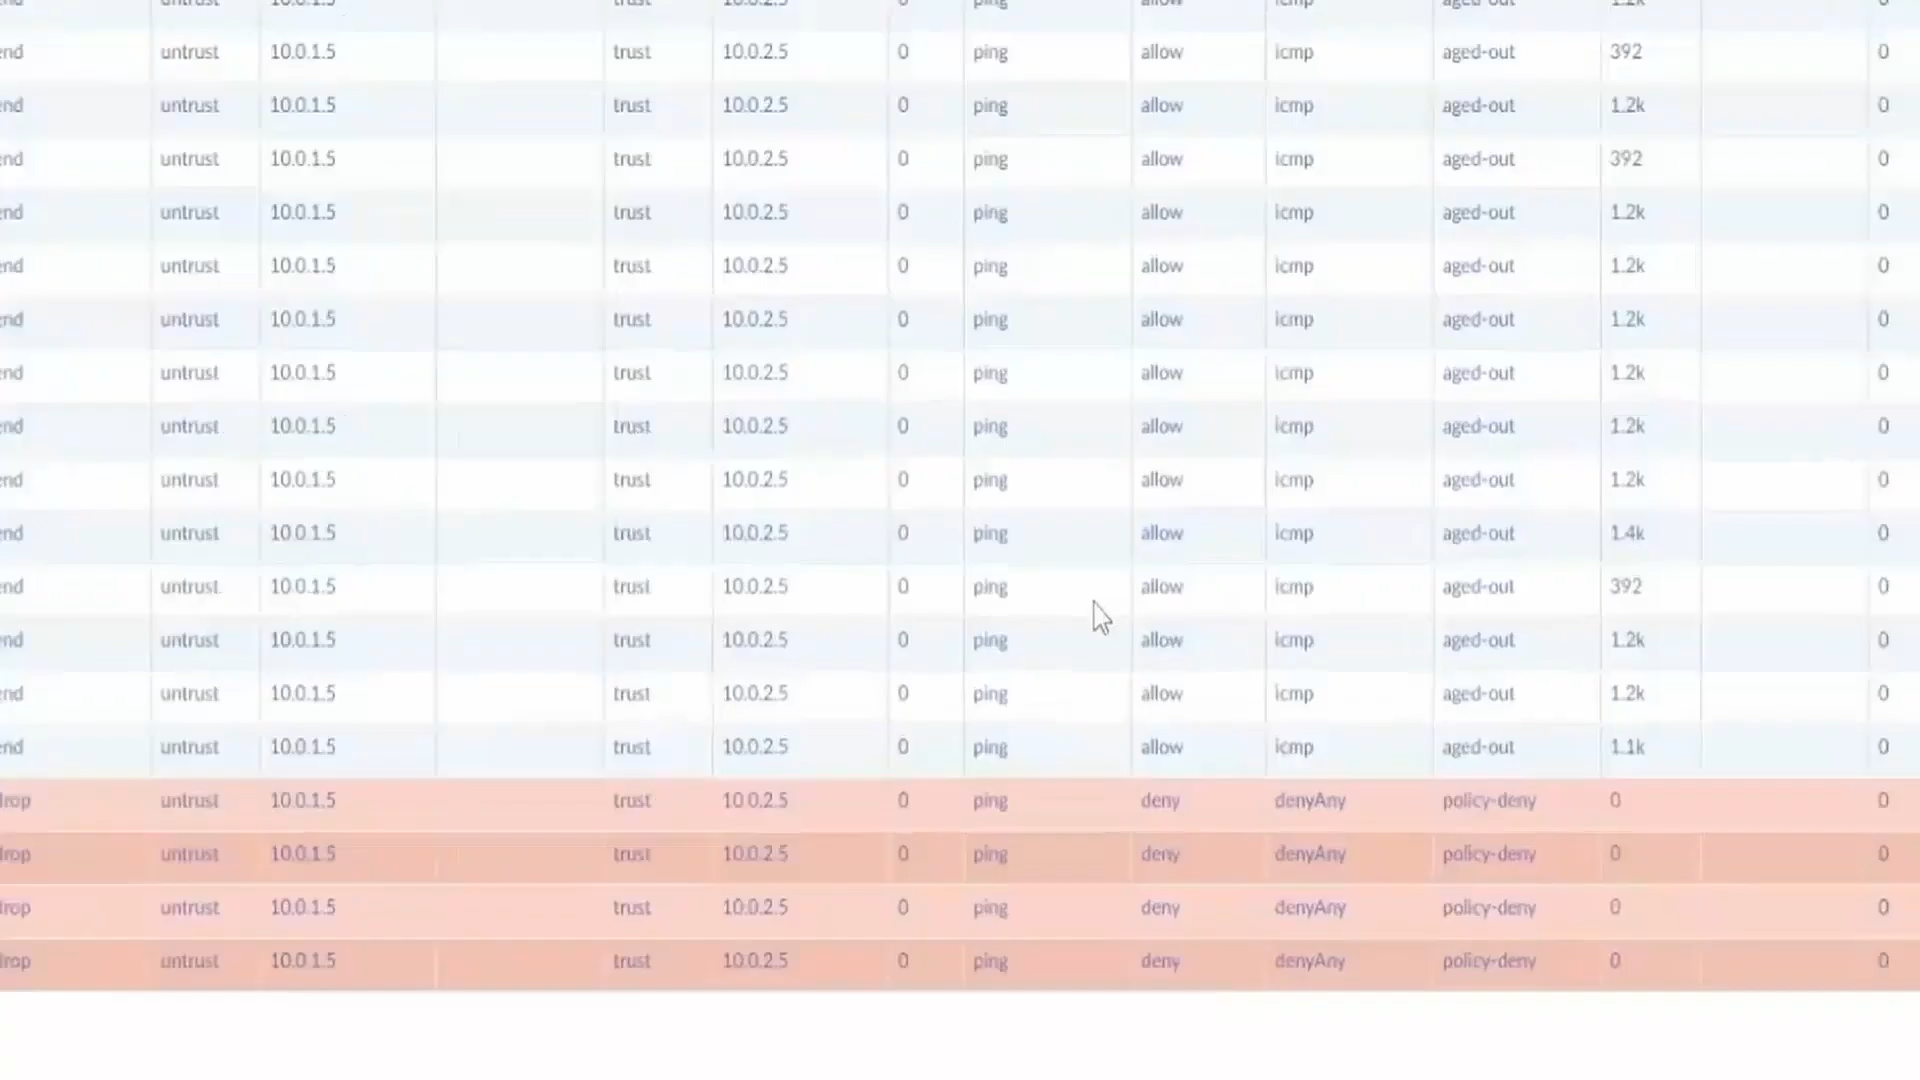 untrust 10.0.1.5 trust 10.0.2.5 0 ping allow aged-out 1.2k 0
end untrust 10.0.1.5 trust 10.0.2.5 0 ping allow icmp aged-out 392 0
end untrust 10.0.1.5 trust 10.0.2.5 0 ping allow icmp aged-out 1.2k 0
end untrust 10.0.1.5 trust 10.0.2.5 0 ping allow icmp aged-out 392 0
end untrust 10.0.1.5 trust 10.0.2.5 0 ping allow icmp aged-out 1.2k 0
end untrust 10.0.1.5 trust 10.0.2.5 0 ping allow icmp aged-out 1.2k 0
end untrust 10.0.1.5 trust 10.0.2.5 0 ping allow icmp aged-out 1.2k 0
end untrust 10.0.1.5 trust 10.0.2.5 0 ping allow icmp aged-out 1.2k 0
end untrust 10.0.1.5 trust 10.0.2.5 0 ping allow icmp aged-out 1.2k 0
end untrust 10.0.1.5 trust 10.0.2.5 0 ping allow icmp aged-out 1.2k 0
end untrust 10.0.1.5 trust 10.0.2.5 0 ping allow icmp aged-out 1.4k 0
end untrust 10.0.1.5 trust 10.0.2.5 0 ping allow icmp aged-out 392 0
end untrust 10.0.1.5 trust 10.0.2.5 0 ping allow icmp aged-out 1.2k 0
end untrust 10.0.1.5 trust 10.0.2.5 0 ping allow icmp aged-out 1.2k 0
end untrust 10.0.1.5 trust 10.0.2.5 0 ping allow icmp aged-out 1.1k 0
drop untrust 10.0.1.5 trust 10.0.2.5 0 ping deny denyAny policy-deny 0 0
drop untrust 10.0.1.5 trust 10.0.2.5 0 ping deny denyAny policy-deny 0 0
drop untrust 10.0.1.5 trust 10.0.2.5 0 ping deny denyAny policy-deny 0 0
drop untrust 10.0.1.5 trust 10.0.2.5 0 ping deny denyAny policy-deny 0 0